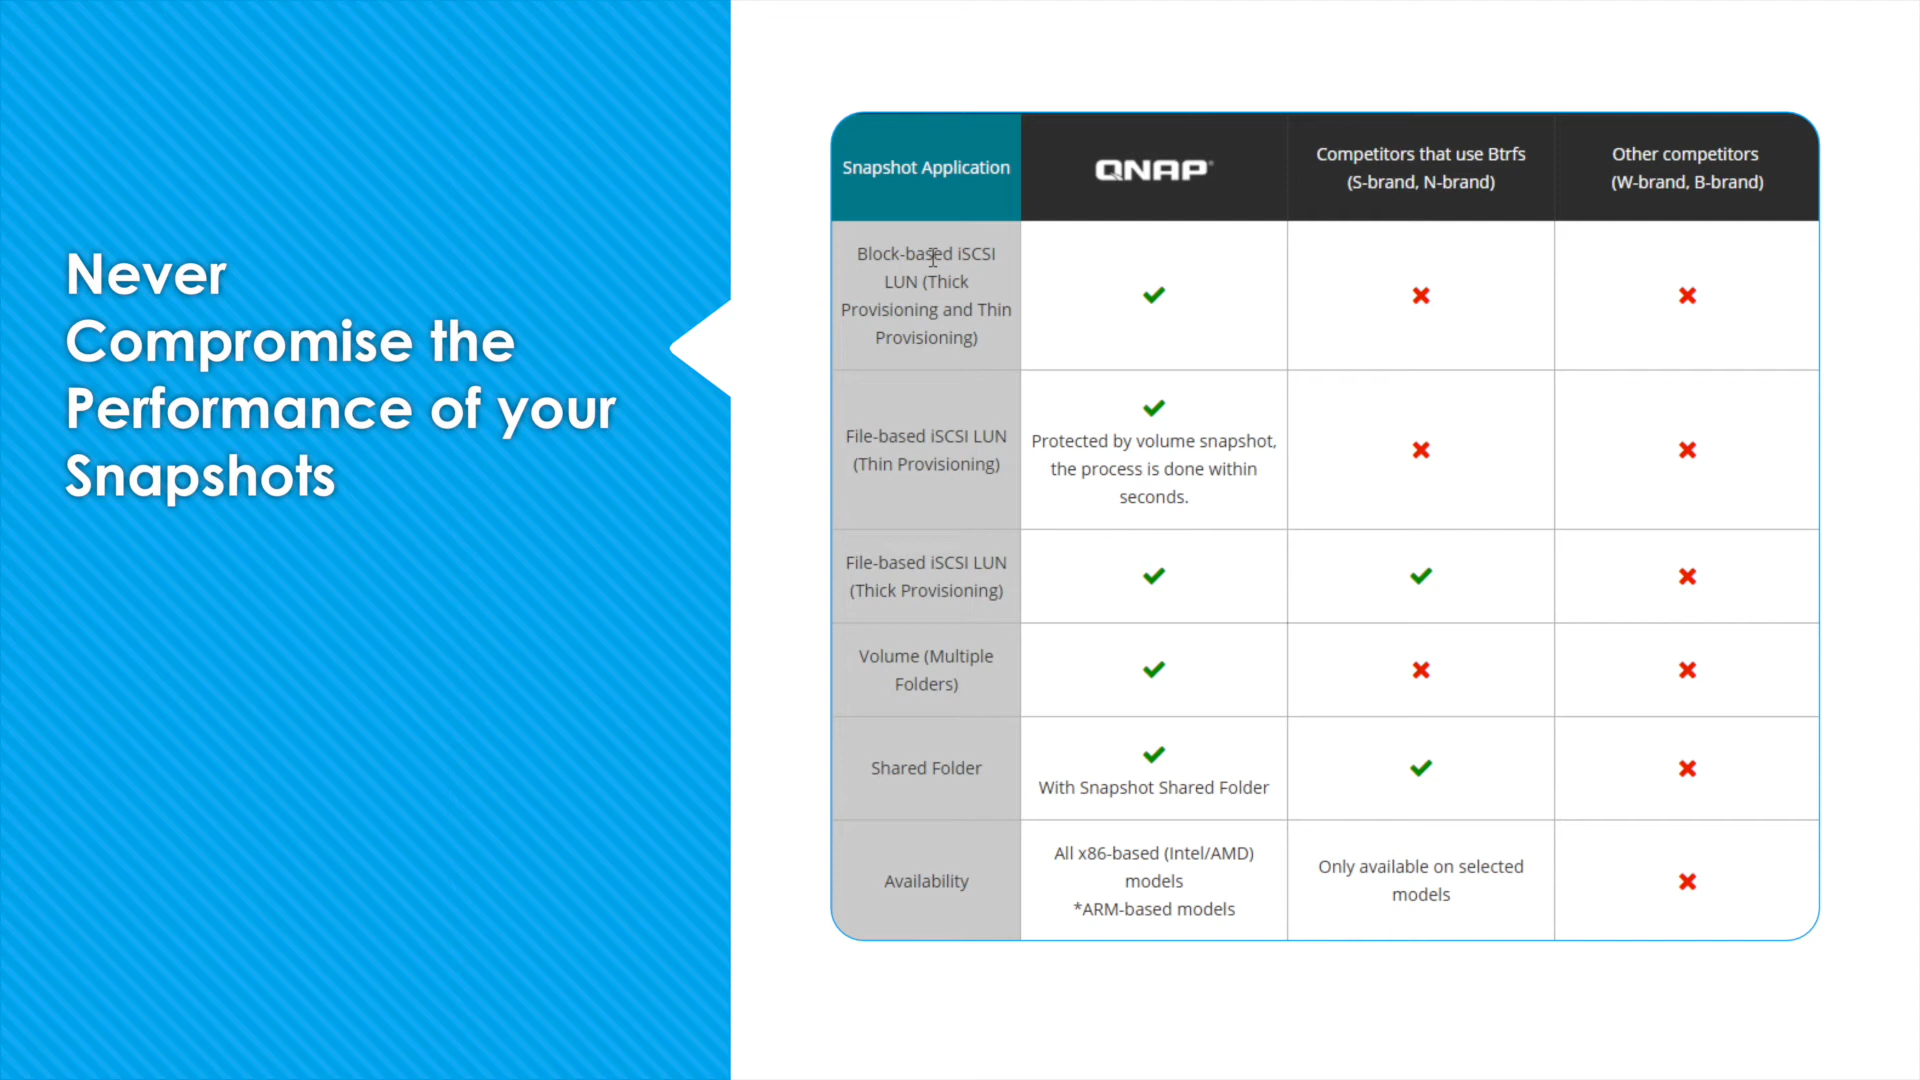 Never
Compromise the
Performance of your
Snapshots
Snapshot Application
QNAP®
Competitors that use Btrfs
(S-brand, N-brand)
Other competitors
(W-brand, B-brand)
Block-based iSCSI
LUN (Thick
Provisioning and Thin
Provisioning)
File-based iSCSI LUN
(Thin Provisioning)
Protected by volume snapshot,
the process is done within
seconds.
File-based iSCSI LUN
(Thick Provisioning)
Volume (Multiple
Folders)
Shared Folder
With Snapshot Shared Folder
Availability
All x86-based (Intel/AMD)
models
*ARM-based models
Only available on selected
models